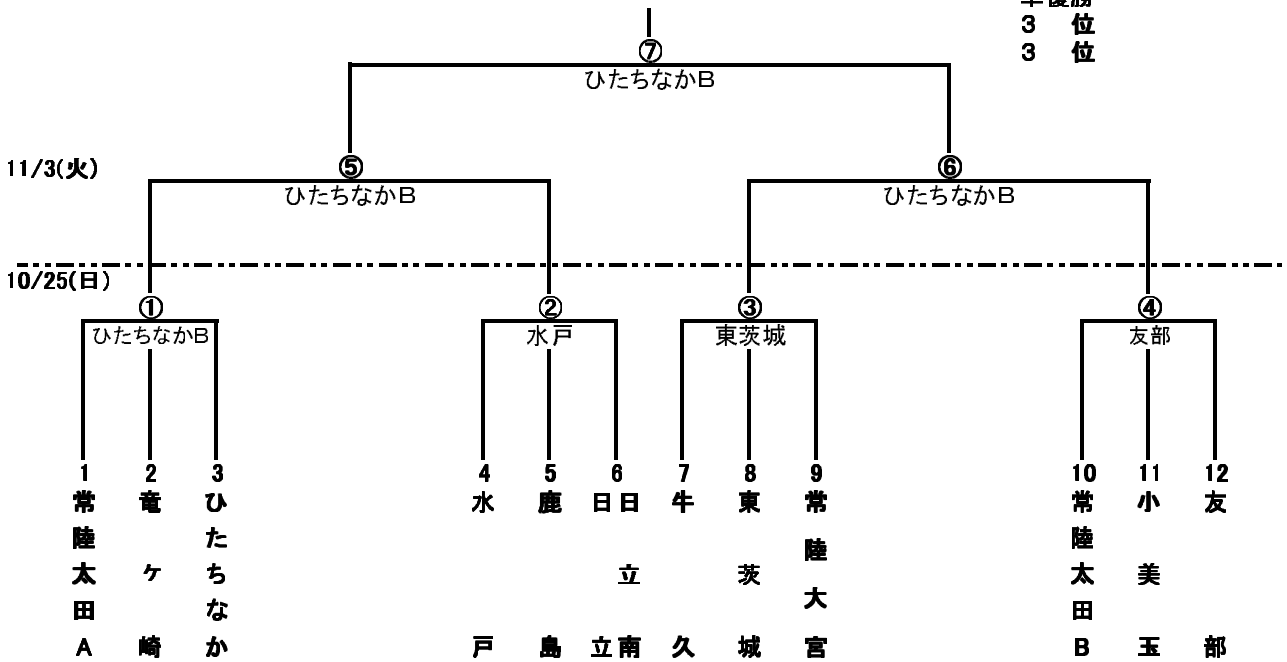 3 位
3 位
⑦
ひたちなかB
11/3(火)
⑤
ひたちなかB
⑥
ひたちなかB
10/25(日)
①
ひたちなかB
②
水戸
③
東茨城
④
友部
1
常陸太田A
2
竜ヶ崎
3
ひたちなか
4
水戸
5
鹿島
6
日立
日立南
7
牛久
8
東茨城
9
常陸大宮
10
常陸太田B
11
小美玉
12
友部